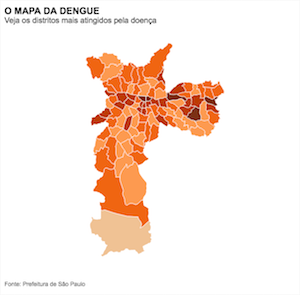 O MAPA DA DENGUE
Veja os distritos mais atingidos pela doença
Fonte: Prefeitura de São Paulo